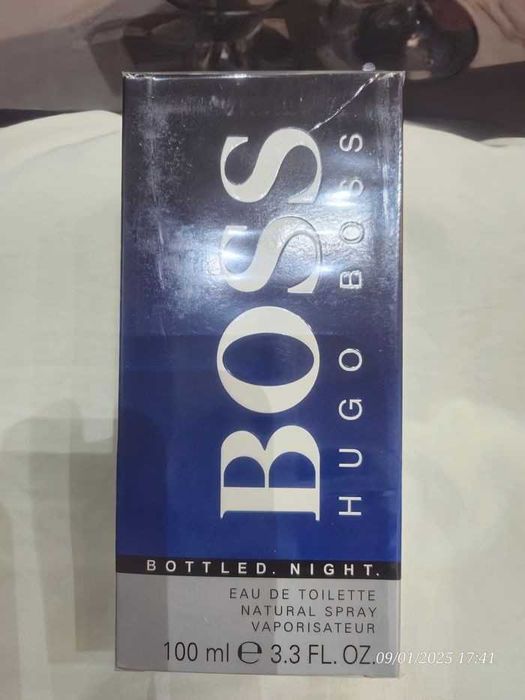 BOSS
HUGO BOSS
BOTTLED. NIGHT.
EAU DE TOILETTE
NATURAL SPRAY
VAPORISATEUR
100 ml ℮ 3.3 FL. OZ.
09/01/2025 17:41